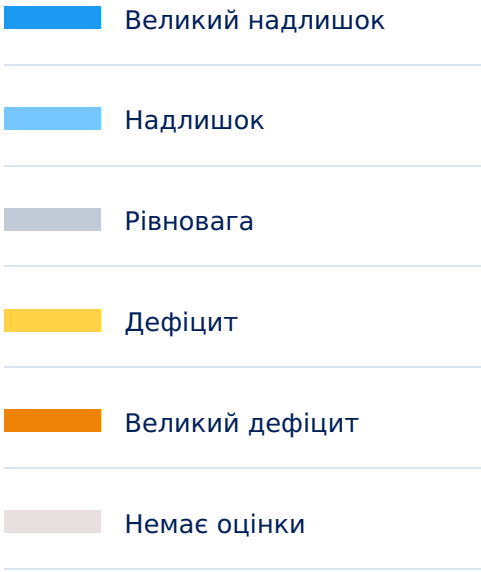 Великий надлишок
Надлишок
Рівновага
Дефіцит
Великий дефіцит
Немає оцінки